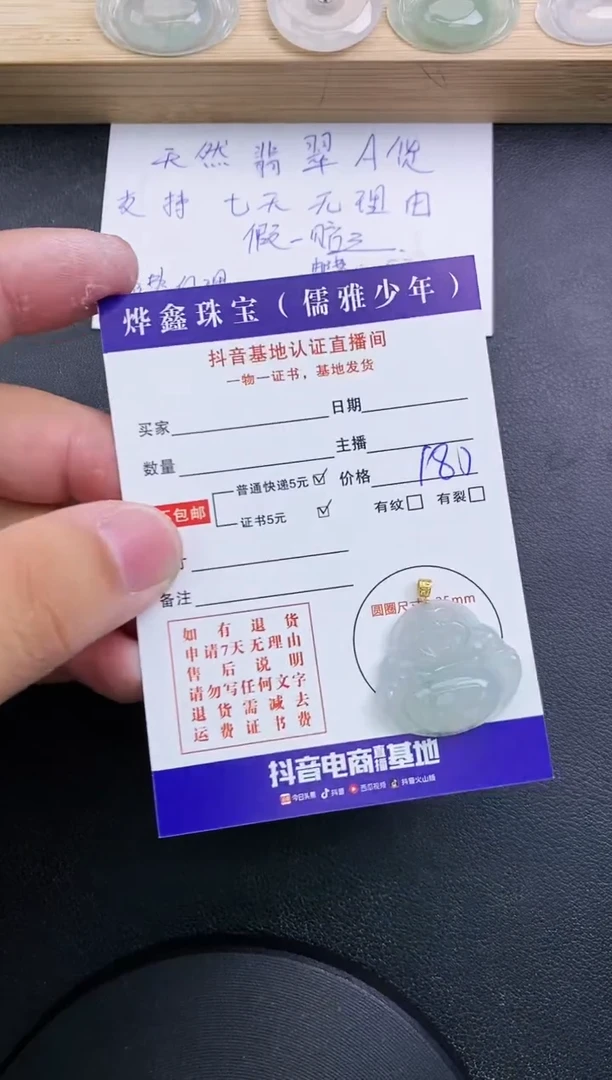 天然翡翠A货
支持七天无理由
假一赔三
烨鑫珠宝（儒雅少年）
抖音基地认证直播间
一物一证书，基地发货
买家 日期
数量 主播
普通快递5元☑ 价格 180
包邮
证书5元 ☑ 有纹□ 有裂□
备注
圆圈尺寸 35mm
如有退货
申请7天无理由
售后说明
请勿写任何文字
退货需减去
运费证书费
抖音电商直播基地
今日头条 抖音 西瓜视频 抖音火山版